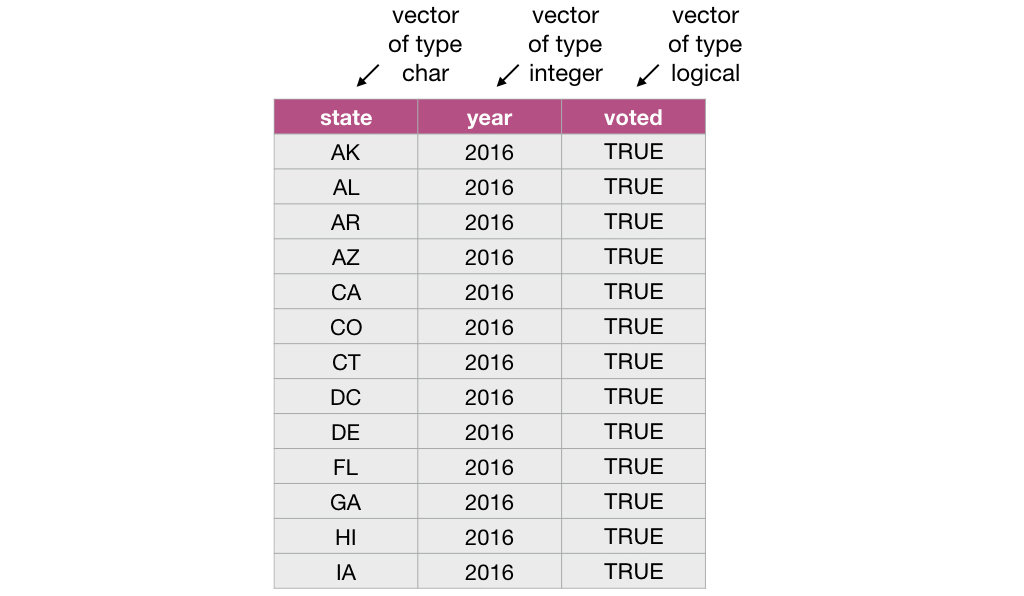 vector of type char
vector of type integer
vector of type logical
state year voted
AK 2016 TRUE
AL 2016 TRUE
AR 2016 TRUE
AZ 2016 TRUE
CA 2016 TRUE
CO 2016 TRUE
CT 2016 TRUE
DC 2016 TRUE
DE 2016 TRUE
FL 2016 TRUE
GA 2016 TRUE
HI 2016 TRUE
IA 2016 TRUE